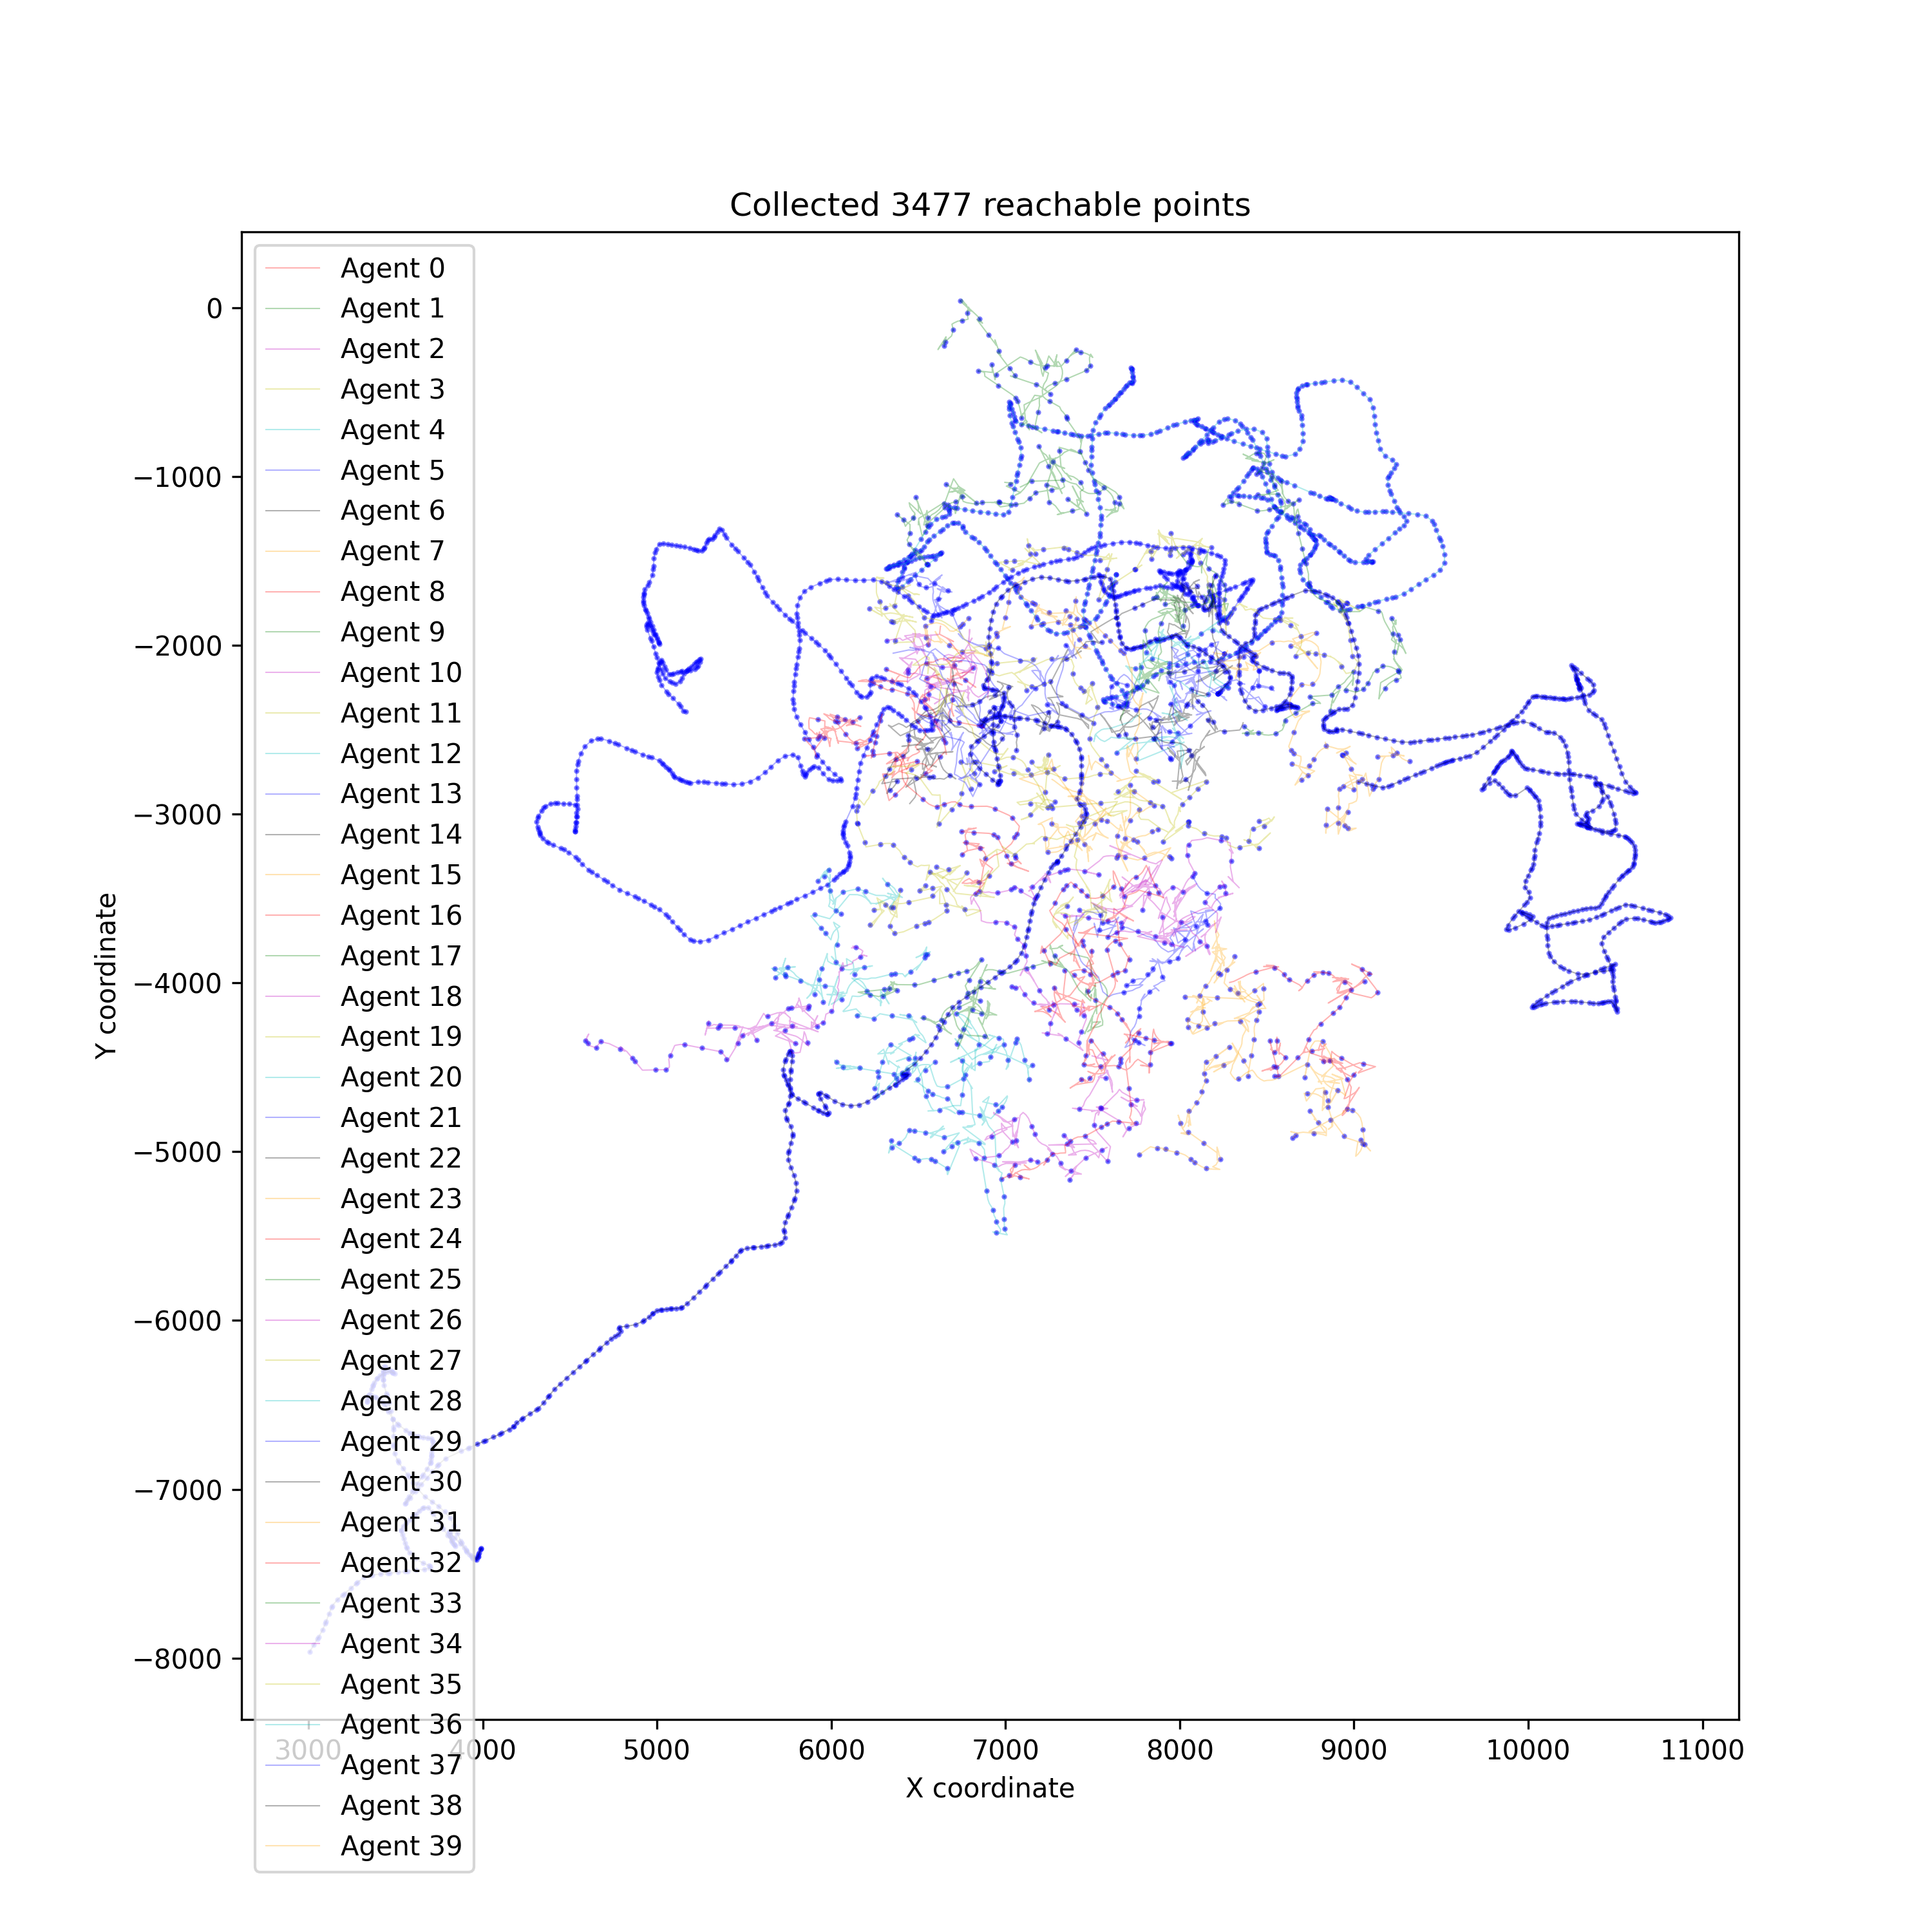 Collected 3477 reachable points
Agent 0
Agent 1
Agent 2
Agent 3
Agent 4
Agent 5
Agent 6
Agent 7
Agent 8
Agent 9
Agent 10
Agent 11
Agent 12
Agent 13
Agent 14
Agent 15
Agent 16
Agent 17
Agent 18
Agent 19
Agent 20
Agent 21
Agent 22
Agent 23
Agent 24
Agent 25
Agent 26
Agent 27
Agent 28
Agent 29
Agent 30
Agent 31
Agent 32
Agent 33
Agent 34
Agent 35
Agent 36
Agent 37
Agent 38
Agent 39
0
−1000
−2000
−3000
−4000
−5000
−6000
−7000
−8000
Y coordinate
3000 4000 5000 6000 7000 8000 9000 10000 11000
X coordinate